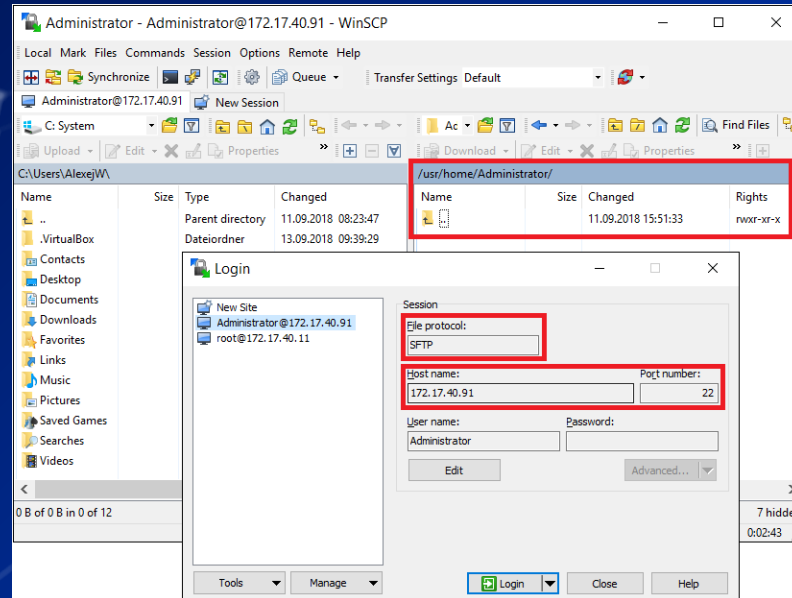 Administrator - Administrator@172.17.40.91 - WinSCP
Local Mark Files Commands Session Options Remote Help
Synchronize Queue Transfer Settings Default
Administrator@172.17.40.91 New Session
C: System Ac Find Files
Upload Edit Properties » Download Edit Properties »
C:\Users\AlexejW\ /usr/home/Administrator/
Name Size Type Changed Name Size Changed Rights
.. Parent directory 11.09.2018 08:23:47 .. 11.09.2018 15:51:33 rwxr-xr-x
.VirtualBox Dateiordner 13.09.2018 09:39:29
Contacts
Desktop
Documents
Downloads
Favorites
Links
Music
Pictures
Saved Games
Searches
Videos
0 B of 0 B in 0 of 12
7 hidde
0:02:43
Login
New Site
Administrator@172.17.40.91
root@172.17.40.11
Session
File protocol:
SFTP
Host name: Port number:
172.17.40.91 22
User name: Password:
Administrator
Edit Advanced...
Tools Manage Login Close Help